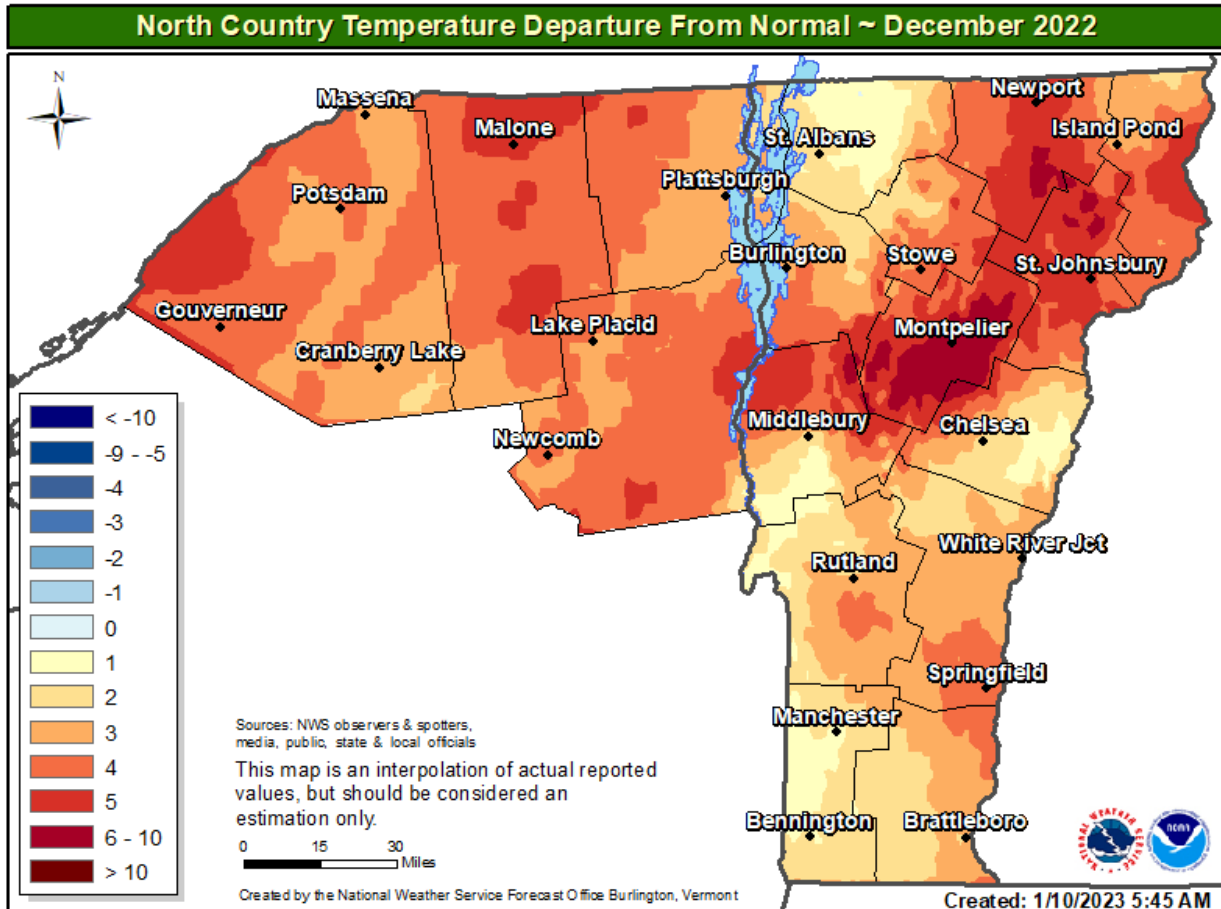 North Country Temperature Departure From Normal ~ December 2022
N
Massena
Malone
Newport
Island Pond
St. Albans
Plattsburgh
Potsdam
Burlington
Stowe
St. Johnsbury
Gouverneur
Lake Placid
Montpelier
Cranberry Lake
Middlebury
Chelsea
Newcomb
White River Jct
Rutland
Springfield
Manchester
Bennington
Brattleboro
< -10
-9 - -5
-4
-3
-2
-1
0
1
2
3
4
5
6 - 10
> 10
Sources: NWS observers & spotters,
media, public, state & local officials
This map is an interpolation of actual reported
values, but should be considered an
estimation only.
0 15 30
Miles
Created by the National Weather Service Forecast Office Burlington, Vermont
NATIONAL WEATHER SERVICE
NOAA
Created: 1/10/2023 5:45 AM